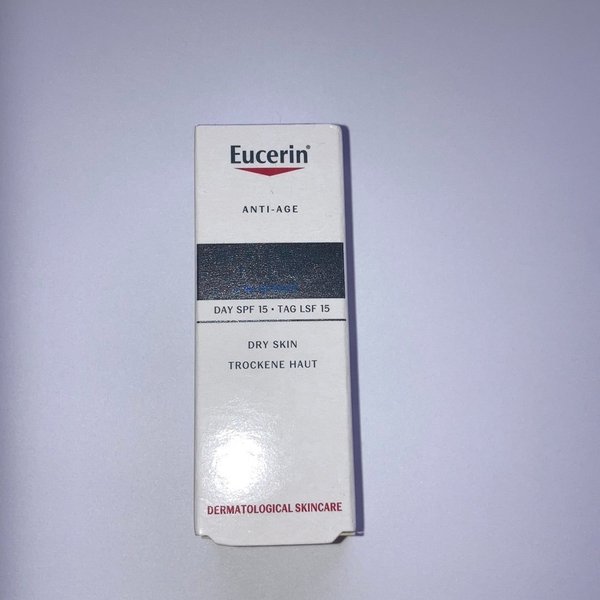 Eucerin®
ANTI-AGE
DAY SPF 15 • TAG LSF 15
DRY SKIN
TROCKENE HAUT
DERMATOLOGICAL SKINCARE